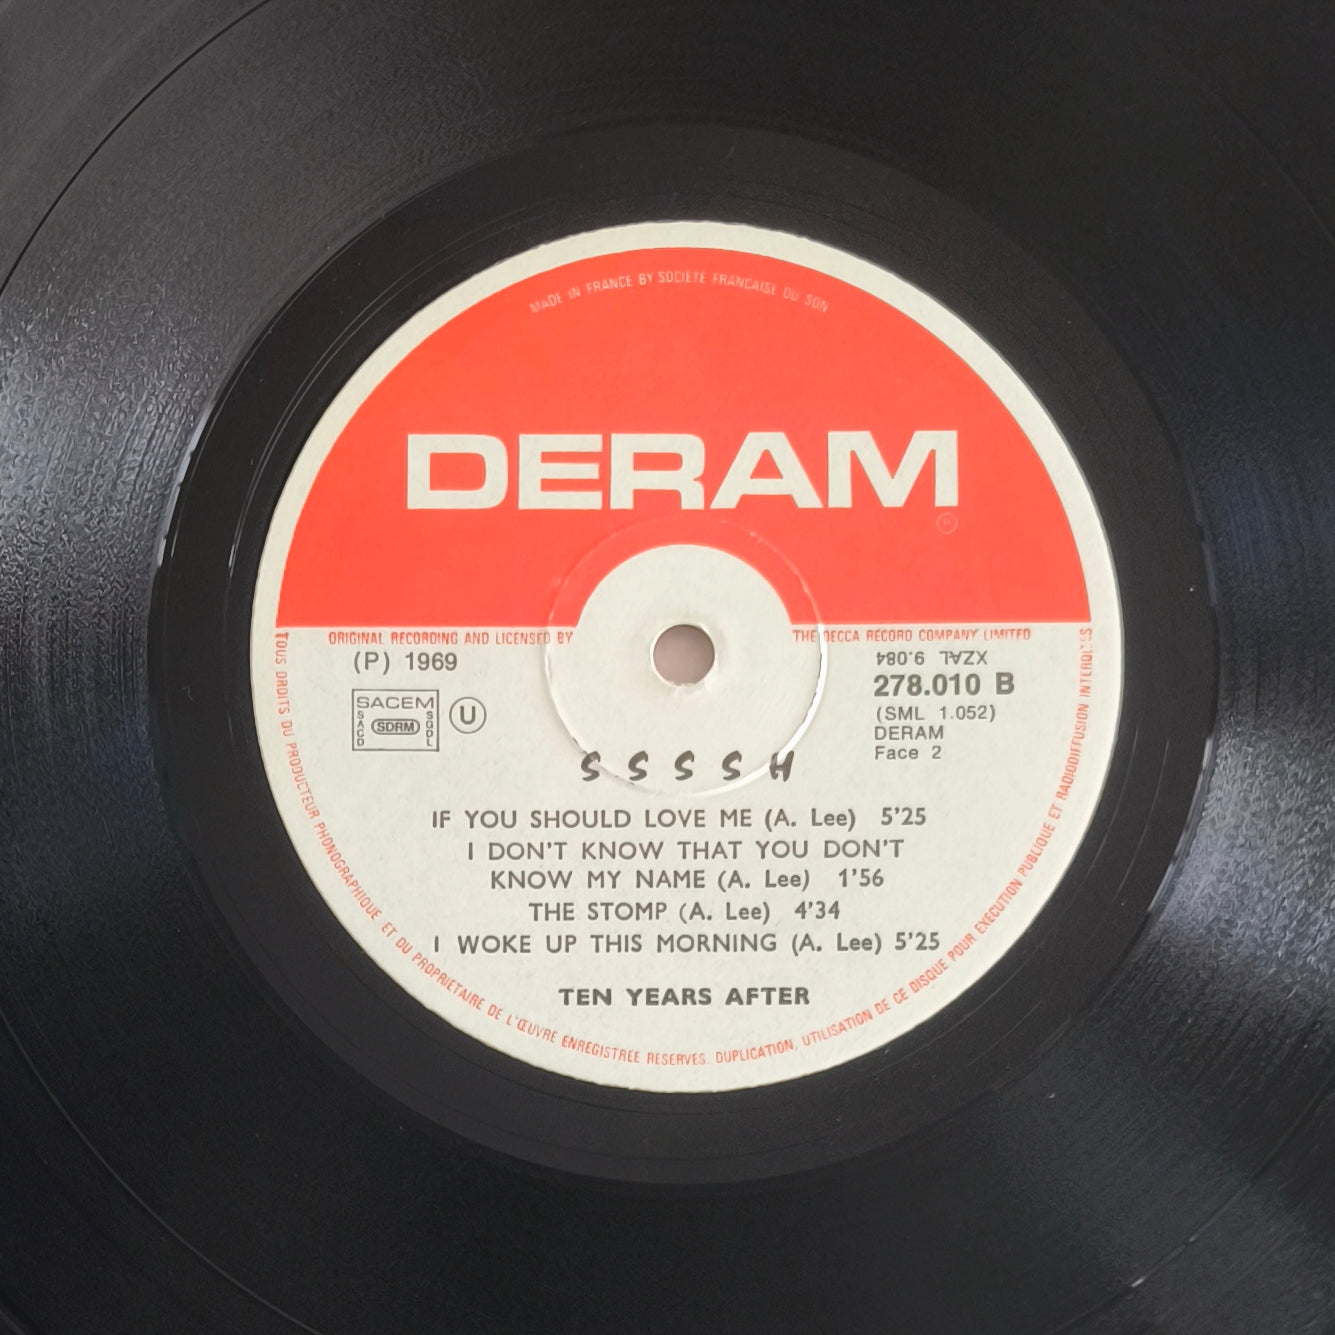 MADE IN FRANCE BY SOCIETE FRANCAISE DU SON
DERAM
P
ORIGINAL RECORDING AND LICENSED BY THE DECCA RECORD COMPANY LIMITED
(P) 1969
XZAL 9.084
278.010 B
(SML 1.052)
DERAM
Face 2
SACEM
SACD
SDRM
SGDL
U
SSSSH
IF YOU SHOULD LOVE ME (A. Lee) 5'25
I DON'T KNOW THAT YOU DON'T
KNOW MY NAME (A. Lee) 1'56
THE STOMP (A. Lee) 4'34
I WOKE UP THIS MORNING (A. Lee) 5'25
TEN YEARS AFTER
TOUS DROITS DU PRODUCTEUR PHONOGRAPHIQUE ET DU PROPRIETAIRE DE L'ŒUVRE ENREGISTREE RESERVES. DUPLICATION, UTILISATION DE CE DISQUE POUR EXECUTION PUBLIQUE ET RADIODIFFUSION INTERDITES